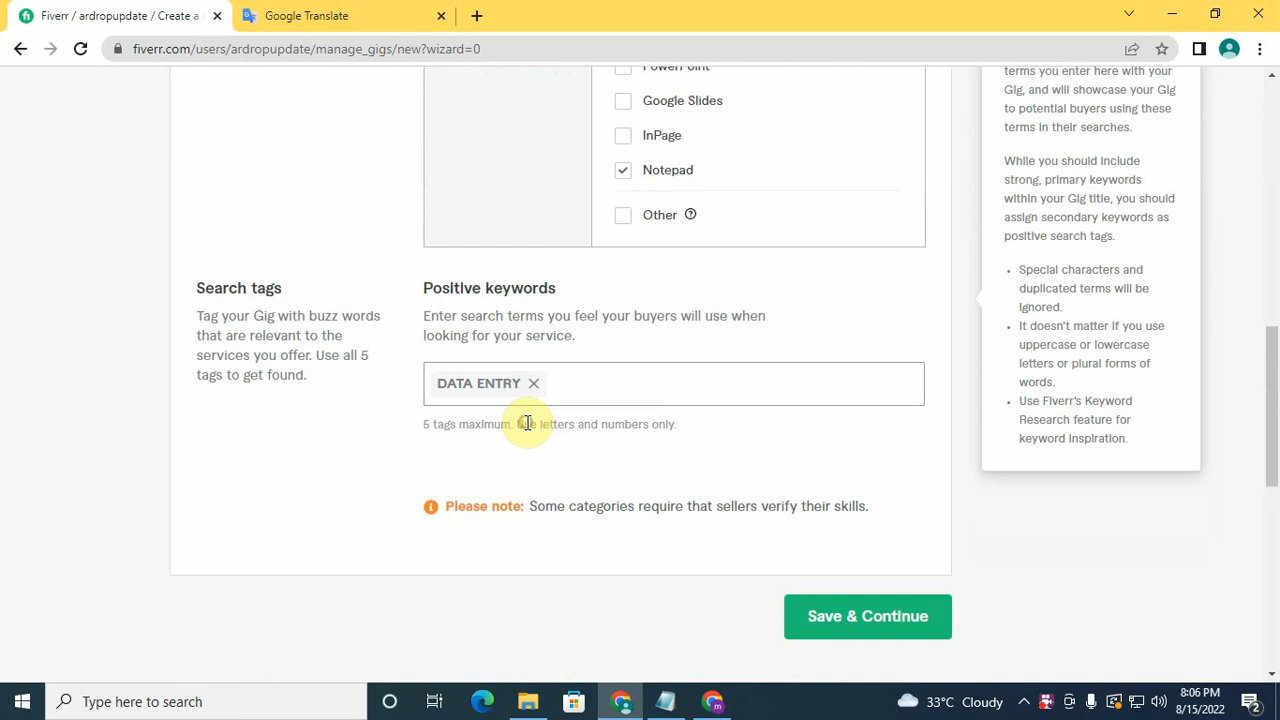 Fiverr / ardropupdate / Create a
Google Translate
fiverr.com/users/ardropupdate/manage_gigs/new?wizard=0
PowerPoint
Google Slides
InPage
Notepad
Other
Search tags
Tag your Gig with buzz words
that are relevant to the
services you offer. Use all 5
tags to get found.
Positive keywords
Enter search terms you feel your buyers will use when
looking for your service.
DATA ENTRY
5 tags maximum. Use letters and numbers only.
Please note: Some categories require that sellers verify their skills.
Save & Continue
terms you enter here with your
Gig, and will showcase your Gig
to potential buyers using these
terms in their searches.
While you should include
strong, primary keywords
within your Gig title, you should
assign secondary keywords as
positive search tags.
• Special characters and
duplicated terms will be
ignored.
• It doesn't matter if you use
uppercase or lowercase
letters or plural forms of
words.
• Use Fiverr's Keyword
Research feature for
keyword inspiration.
Type here to search
33°C Cloudy
8:06 PM
8/15/2022
2